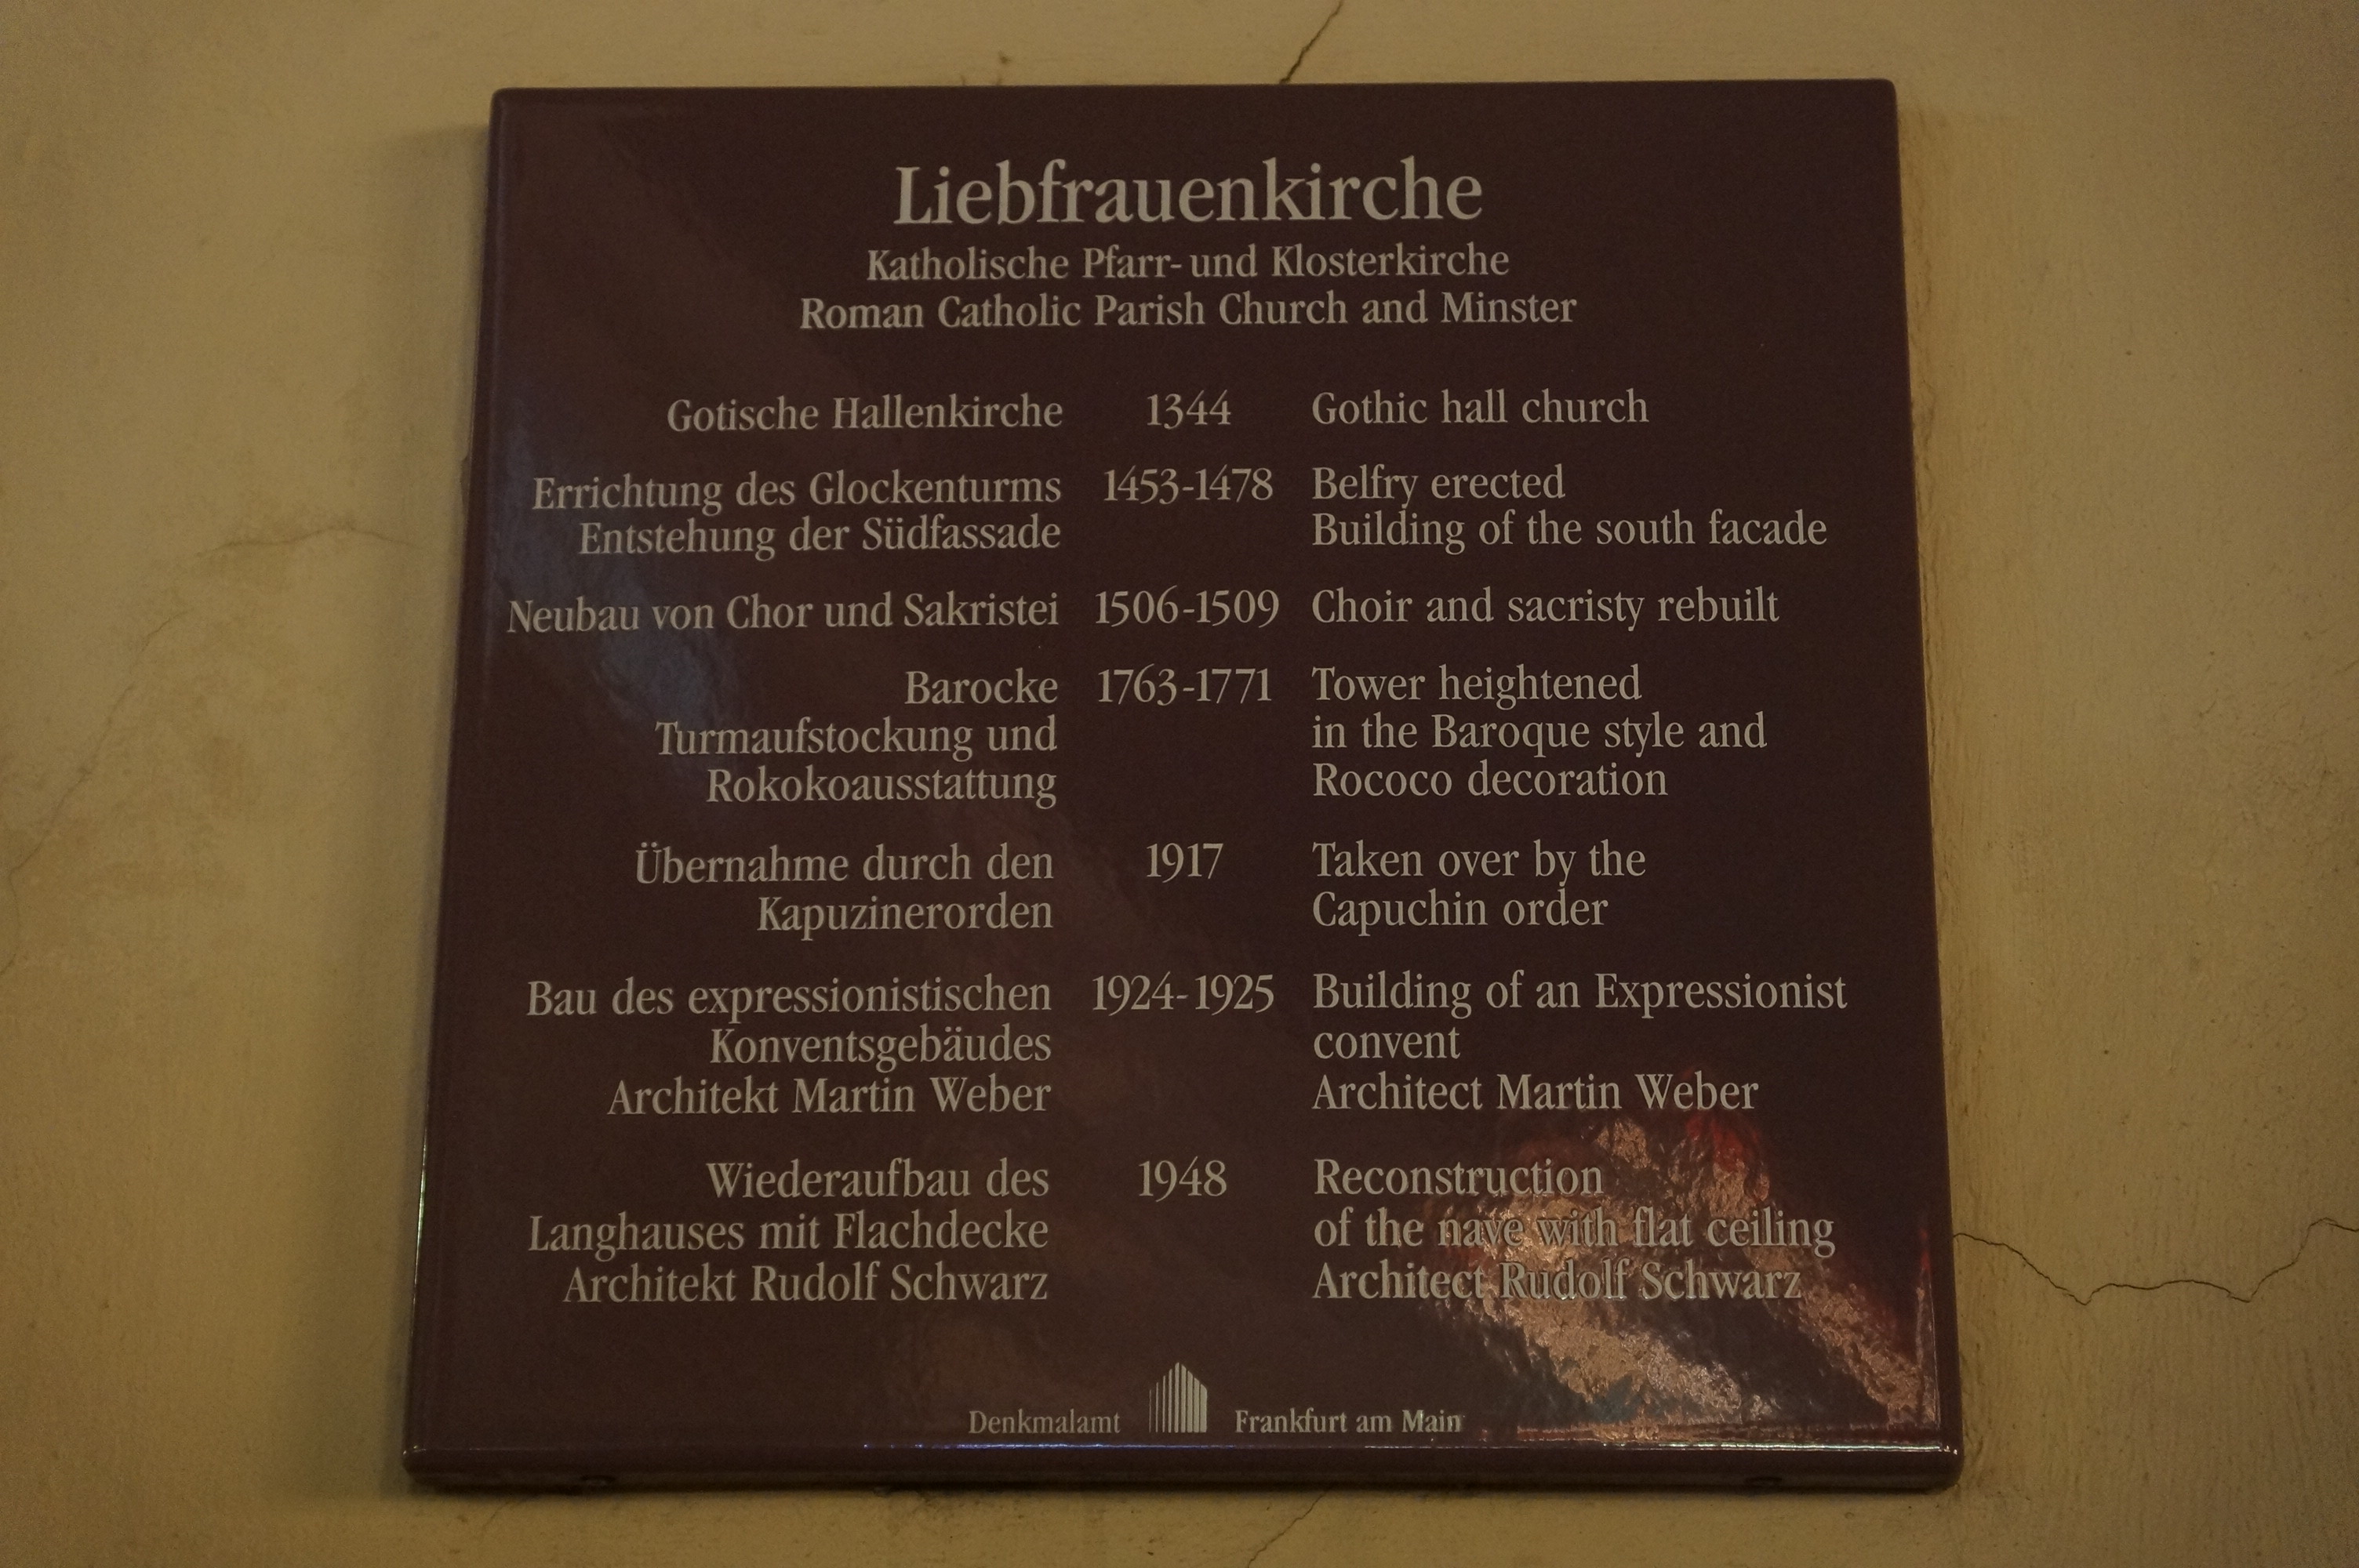 Liebfrauenkirche
Katholische Pfarr- und Klosterkirche
Roman Catholic Parish Church and Minster
Gotische Hallenkirche 1344 Gothic hall church
Errichtung des Glockenturms 1453-1478 Belfry erected
Entstehung der Südfassade Building of the south facade
Neubau von Chor und Sakristei 1506-1509 Choir and sacristy rebuilt
Barocke 1763-1771 Tower heightened
Turmaufstockung und in the Baroque style and
Rokokoausstattung Rococo decoration
Übernahme durch den 1917 Taken over by the
Kapuzinerorden Capuchin order
Bau des expressionistischen 1924-1925 Building of an Expressionist
Konventsgebäudes convent
Architekt Martin Weber Architect Martin Weber
Wiederaufbau des 1948 Reconstruction
Langhauses mit Flachdecke of the nave with flat ceiling
Architekt Rudolf Schwarz Architect Rudolf Schwarz
Denkmalamt Frankfurt am Main